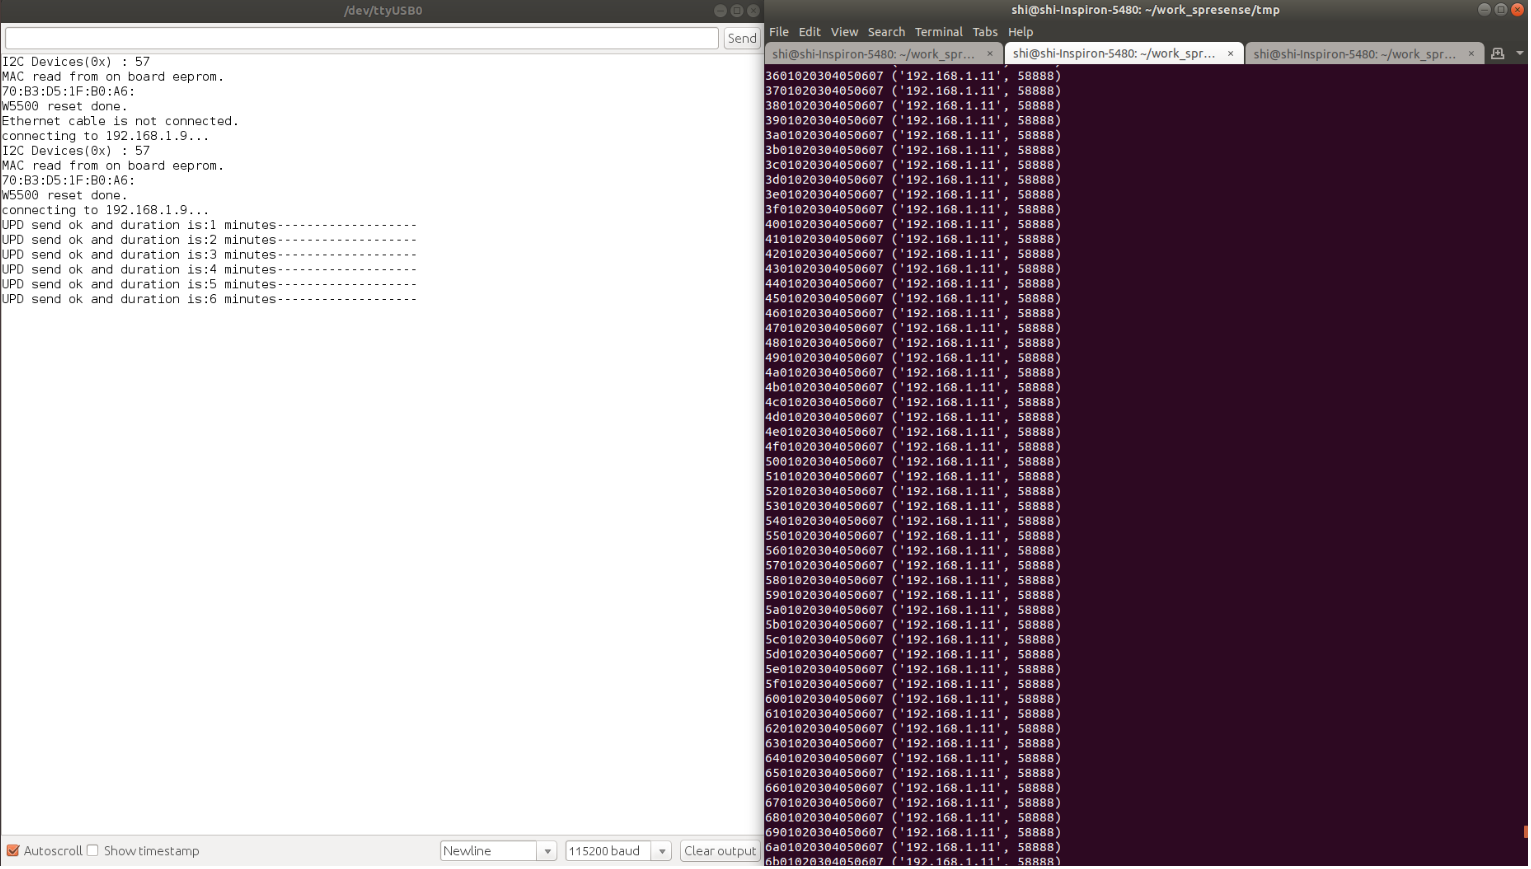 /dev/ttyUSB0
Send
I2C Devices(0x) : 57
MAC read from on board eeprom.
70:B3:D5:1F:B0:A6:
W5500 reset done.
Ethernet cable is not connected.
connecting to 192.168.1.9...
I2C Devices(0x) : 57
MAC read from on board eeprom.
70:B3:D5:1F:B0:A6:
W5500 reset done.
connecting to 192.168.1.9...
UPD send ok and duration is:1 minutes-------------------
UPD send ok and duration is:2 minutes-------------------
UPD send ok and duration is:3 minutes-------------------
UPD send ok and duration is:4 minutes-------------------
UPD send ok and duration is:5 minutes-------------------
UPD send ok and duration is:6 minutes-------------------
Autoscroll Show timestamp Newline 115200 baud Clear output
shi@shi-Inspiron-5480: ~/work_spresense/tmp
File Edit View Search Terminal Tabs Help
shi@shi-Inspiron-5480: ~/work_spr... × shi@shi-Inspiron-5480: ~/work_spr... × shi@shi-Inspiron-5480: ~/work_spr... ×
3601020304050607 ('192.168.1.11', 58888)
3701020304050607 ('192.168.1.11', 58888)
3801020304050607 ('192.168.1.11', 58888)
3901020304050607 ('192.168.1.11', 58888)
3a01020304050607 ('192.168.1.11', 58888)
3b01020304050607 ('192.168.1.11', 58888)
3c01020304050607 ('192.168.1.11', 58888)
3d01020304050607 ('192.168.1.11', 58888)
3e01020304050607 ('192.168.1.11', 58888)
3f01020304050607 ('192.168.1.11', 58888)
4001020304050607 ('192.168.1.11', 58888)
4101020304050607 ('192.168.1.11', 58888)
4201020304050607 ('192.168.1.11', 58888)
4301020304050607 ('192.168.1.11', 58888)
4401020304050607 ('192.168.1.11', 58888)
4501020304050607 ('192.168.1.11', 58888)
4601020304050607 ('192.168.1.11', 58888)
4701020304050607 ('192.168.1.11', 58888)
4801020304050607 ('192.168.1.11', 58888)
4901020304050607 ('192.168.1.11', 58888)
4a01020304050607 ('192.168.1.11', 58888)
4b01020304050607 ('192.168.1.11', 58888)
4c01020304050607 ('192.168.1.11', 58888)
4d01020304050607 ('192.168.1.11', 58888)
4e01020304050607 ('192.168.1.11', 58888)
4f01020304050607 ('192.168.1.11', 58888)
5001020304050607 ('192.168.1.11', 58888)
5101020304050607 ('192.168.1.11', 58888)
5201020304050607 ('192.168.1.11', 58888)
5301020304050607 ('192.168.1.11', 58888)
5401020304050607 ('192.168.1.11', 58888)
5501020304050607 ('192.168.1.11', 58888)
5601020304050607 ('192.168.1.11', 58888)
5701020304050607 ('192.168.1.11', 58888)
5801020304050607 ('192.168.1.11', 58888)
5901020304050607 ('192.168.1.11', 58888)
5a01020304050607 ('192.168.1.11', 58888)
5b01020304050607 ('192.168.1.11', 58888)
5c01020304050607 ('192.168.1.11', 58888)
5d01020304050607 ('192.168.1.11', 58888)
5e01020304050607 ('192.168.1.11', 58888)
5f01020304050607 ('192.168.1.11', 58888)
6001020304050607 ('192.168.1.11', 58888)
6101020304050607 ('192.168.1.11', 58888)
6201020304050607 ('192.168.1.11', 58888)
6301020304050607 ('192.168.1.11', 58888)
6401020304050607 ('192.168.1.11', 58888)
6501020304050607 ('192.168.1.11', 58888)
6601020304050607 ('192.168.1.11', 58888)
6701020304050607 ('192.168.1.11', 58888)
6801020304050607 ('192.168.1.11', 58888)
6901020304050607 ('192.168.1.11', 58888)
6a01020304050607 ('192.168.1.11', 58888)
6b01020304050607 ('192.168.1.11', 58888)